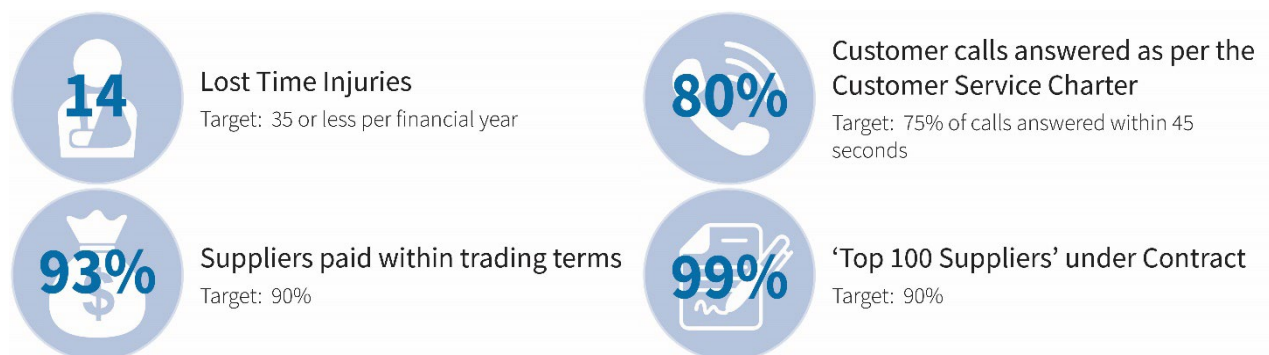 14
Lost Time Injuries
Target: 35 or less per financial year
80%
Customer calls answered as per the
Customer Service Charter
Target: 75% of calls answered within 45
seconds
93%
$
Suppliers paid within trading terms
Target: 90%
99%
‘Top 100 Suppliers’ under Contract
Target: 90%